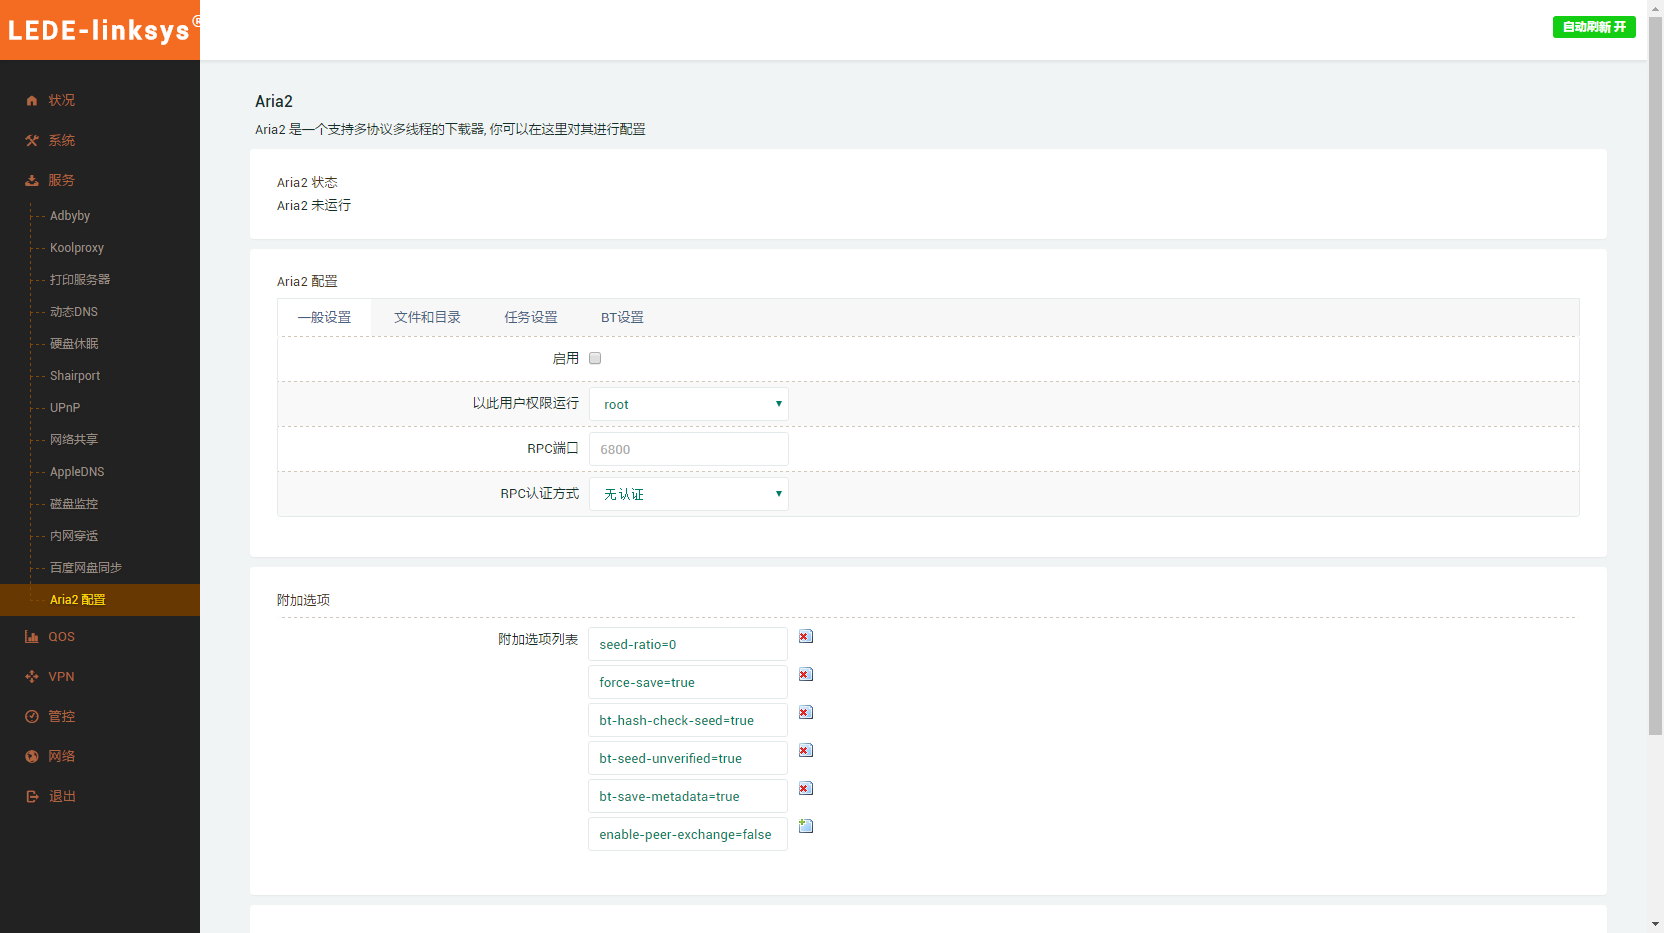 LEDE-linksys®
自动刷新 开
状况
系统
服务
Adbyby
Koolproxy
打印服务器
动态DNS
硬盘休眠
Shairport
UPnP
网络共享
AppleDNS
磁盘监控
内网穿透
百度网盘同步
Aria2 配置
QOS
VPN
管控
网络
退出
Aria2
Aria2 是一个支持多协议多线程的下载器, 你可以在这里对其进行配置
Aria2 状态
Aria2 未运行
Aria2 配置
一般设置 文件和目录 任务设置 BT设置
启用
以此用户权限运行 root
RPC端口 6800
RPC认证方式 无认证
附加选项
附加选项列表 seed-ratio=0
force-save=true
bt-hash-check-seed=true
bt-seed-unverified=true
bt-save-metadata=true
enable-peer-exchange=false